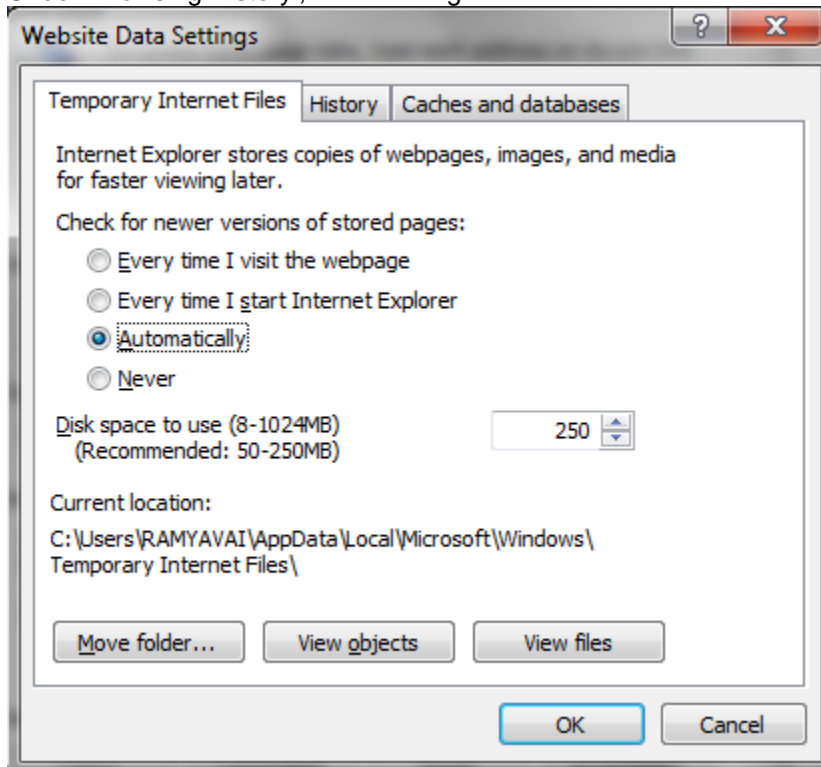 Website Data Settings
Temporary Internet Files History Caches and databases
Internet Explorer stores copies of webpages, images, and media
for faster viewing later.
Check for newer versions of stored pages:
Every time I visit the webpage
Every time I start Internet Explorer
Automatically
Never
Disk space to use (8-1024MB) 250
(Recommended: 50-250MB)
Current location:
C:\Users\RAMYAVAI\AppData\Local\Microsoft\Windows\
Temporary Internet Files\
Move folder... View objects View files
OK Cancel